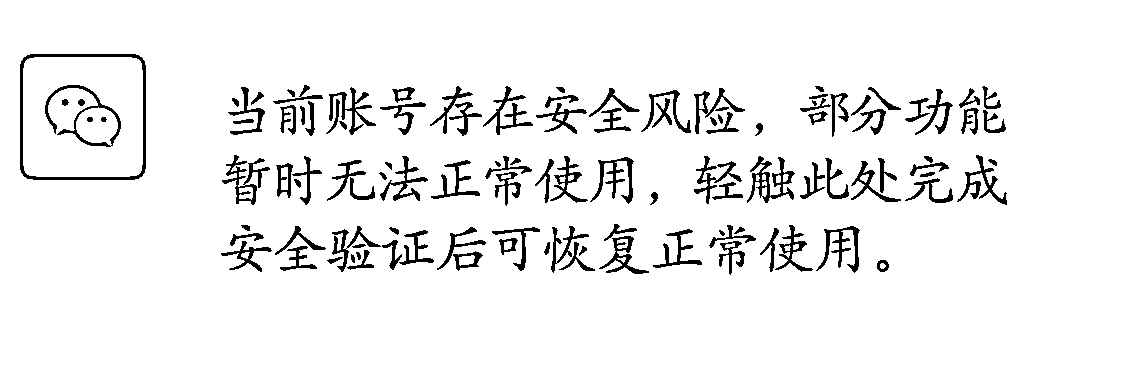 当前账号存在安全风险，部分功能
暂时无法正常使用，轻触此处完成
安全验证后可恢复正常使用。